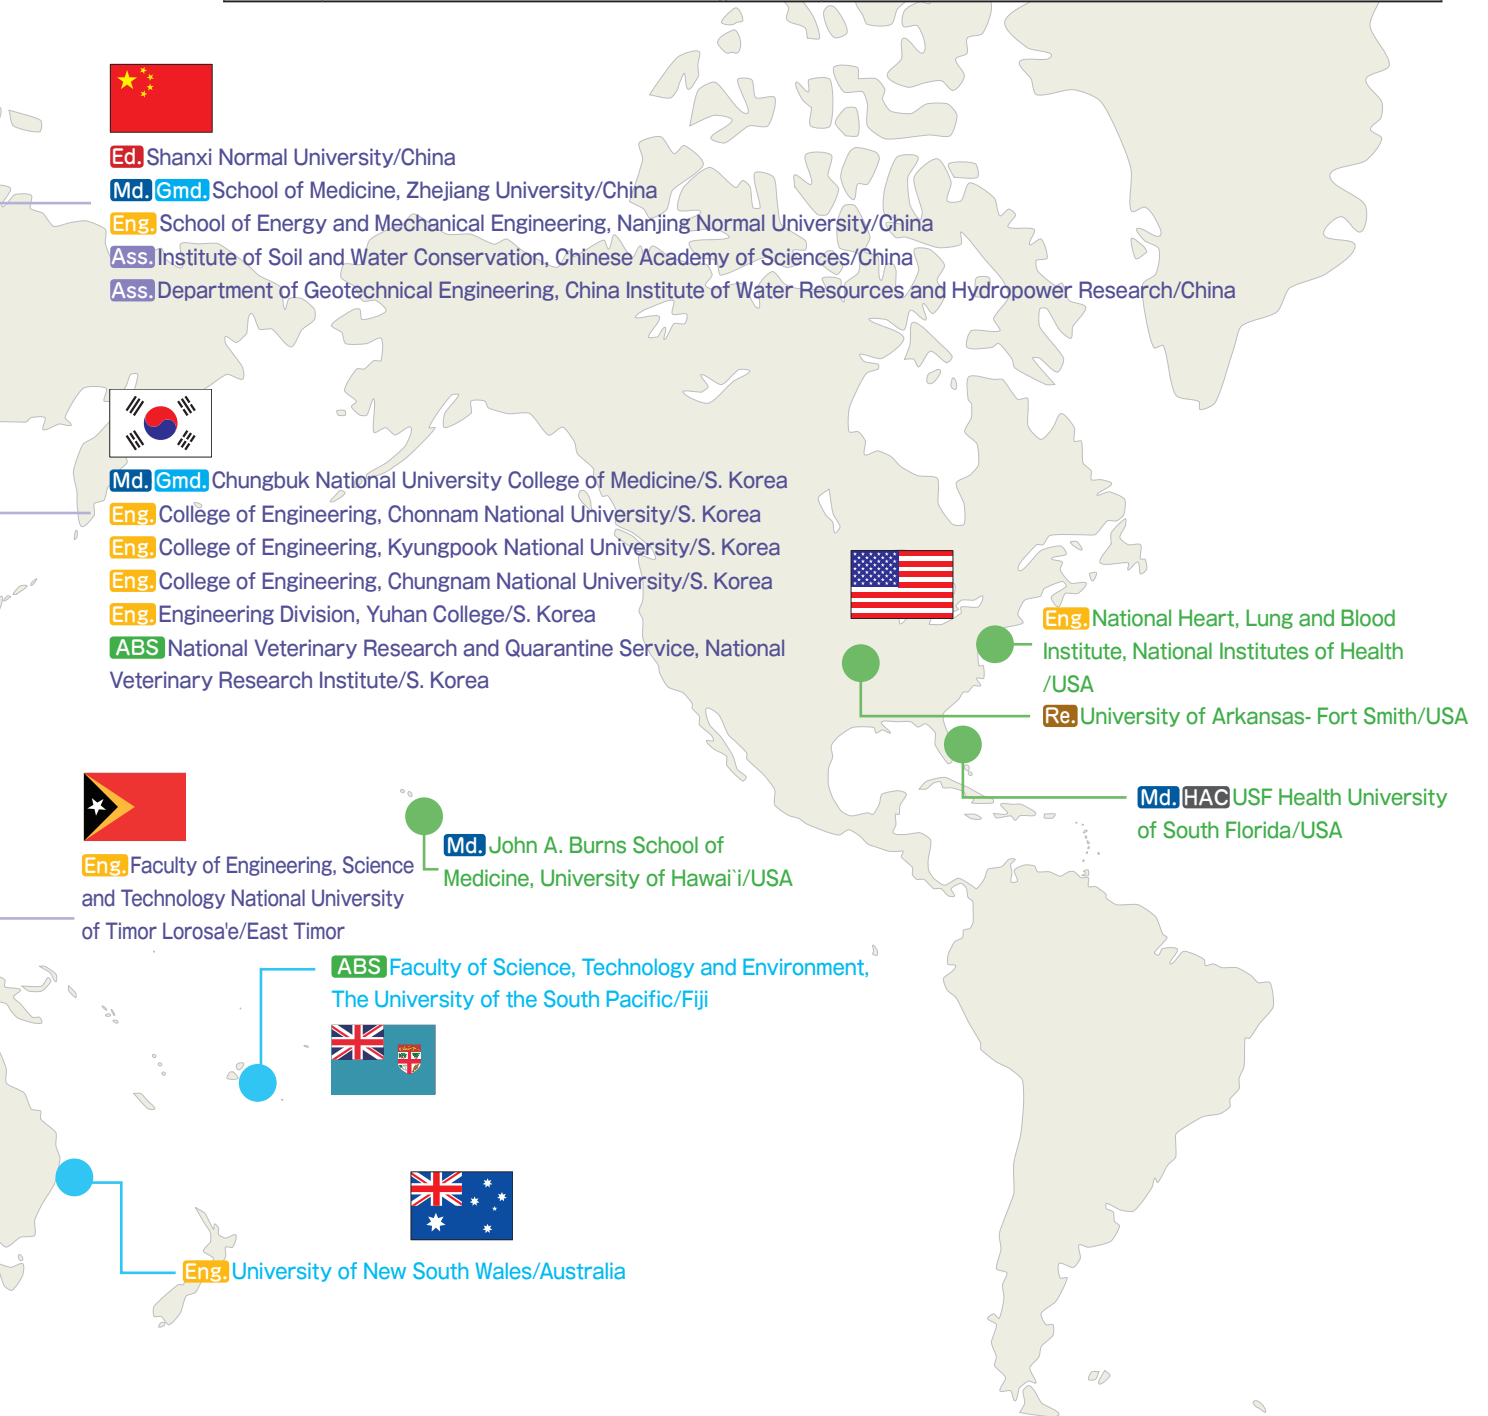 Ed. Shanxi Normal University/China
Md. Gmd. School of Medicine, Zhejiang University/China
Eng. School of Energy and Mechanical Engineering, Nanjing Normal University/China
Ass. Institute of Soil and Water Conservation, Chinese Academy of Sciences/China
Ass. Department of Geotechnical Engineering, China Institute of Water Resources and Hydropower Research/China
Md. Gmd. Chungbuk National University College of Medicine/S. Korea
Eng. College of Engineering, Chonnam National University/S. Korea
Eng. College of Engineering, Kyungpook National University/S. Korea
Eng. College of Engineering, Chungnam National University/S. Korea
Eng. Engineering Division, Yuhan College/S. Korea
ABS National Veterinary Research and Quarantine Service, National
Veterinary Research Institute/S. Korea
Eng. National Heart, Lung and Blood
Institute, National Institutes of Health
/USA
Re. University of Arkansas- Fort Smith/USA
Md. HAC USF Health University
of South Florida/USA
Md. John A. Burns School of
Medicine, University of Hawai`i/USA
Eng. Faculty of Engineering, Science
and Technology National University
of Timor Lorosa'e/East Timor
ABS Faculty of Science, Technology and Environment,
The University of the South Pacific/Fiji
Eng. University of New South Wales/Australia